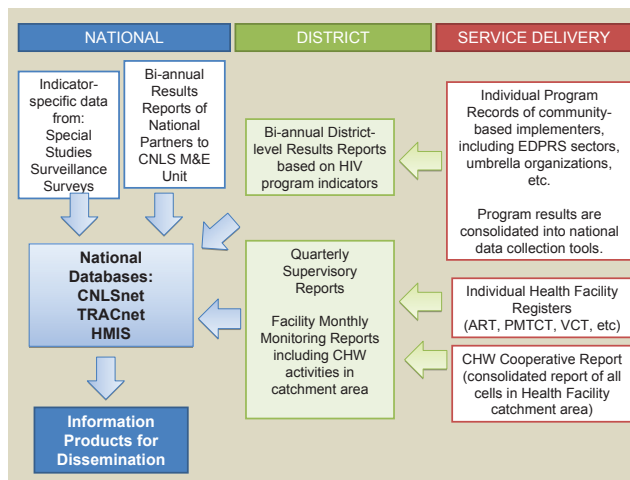 NATIONAL
DISTRICT
SERVICE DELIVERY
Indicator-
specific data
from:
Special
Studies
Surveillance
Surveys
Bi-annual
Results
Reports of
National
Partners to
CNLS M&E
Unit
Bi-annual District-
level Results Reports
based on HIV
program indicators
Individual Program
Records of community-
based implementers,
including EDPRS sectors,
umbrella organizations,
etc.
Program results are
consolidated into national
data collection tools.
National
Databases:
CNLSnet
TRACnet
HMIS
Quarterly
Supervisory
Reports
Facility Monthly
Monitoring Reports
including CHW
activities in
catchment area
Individual Health Facility
Registers
(ART, PMTCT, VCT, etc)
CHW Cooperative Report
(consolidated report of all
cells in Health Facility
catchment area)
Information
Products for
Dissemination